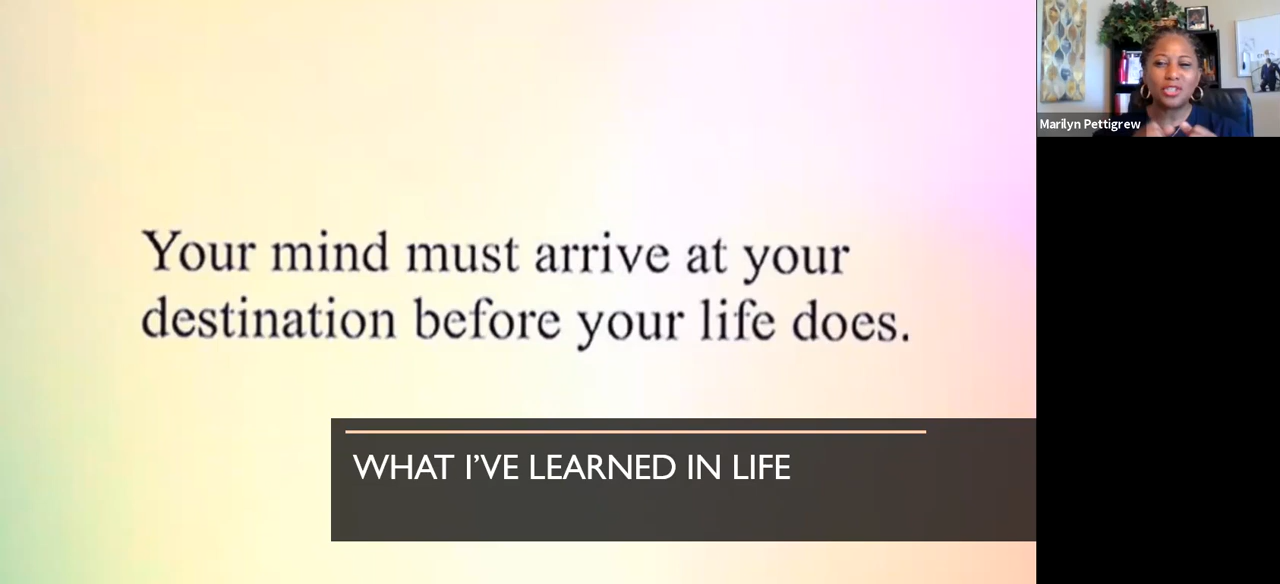 Your mind must arrive at your
destination before your life does.
WHAT I'VE LEARNED IN LIFE
Marilyn Pettigrew